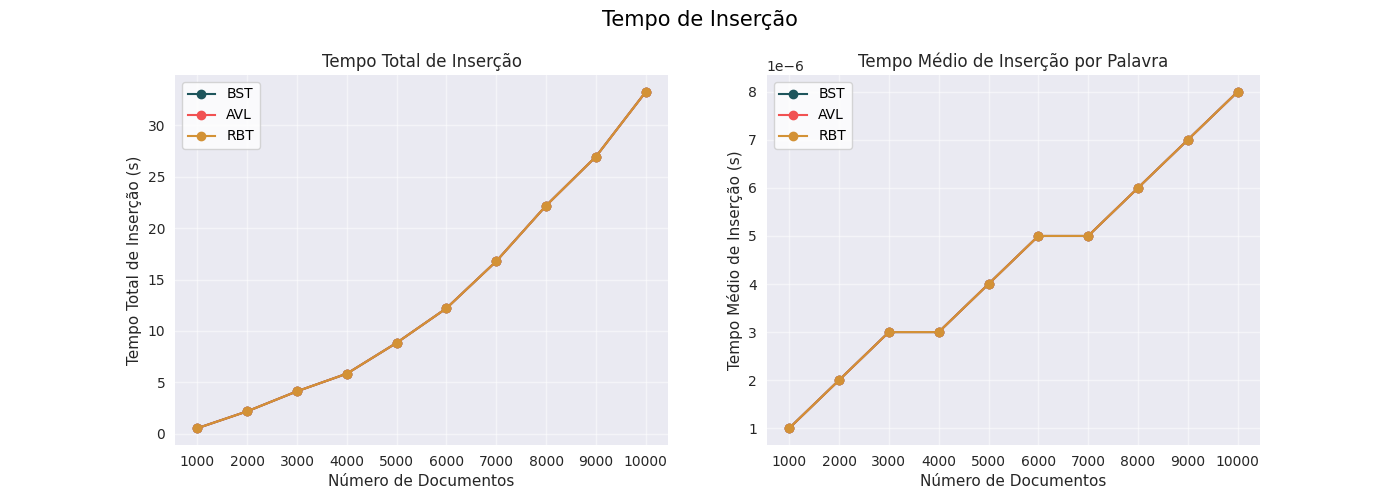 Tempo de Inserção
Tempo Total de Inserção
BST
AVL
RBT
Tempo Total de Inserção (s)
30
25
20
15
10
5
0
1000 2000 3000 4000 5000 6000 7000 8000 9000 10000
Número de Documentos
Tempo Médio de Inserção por Palavra
1e−6
BST
AVL
RBT
Tempo Médio de Inserção (s)
8
7
6
5
4
3
2
1
1000 2000 3000 4000 5000 6000 7000 8000 9000 10000
Número de Documentos